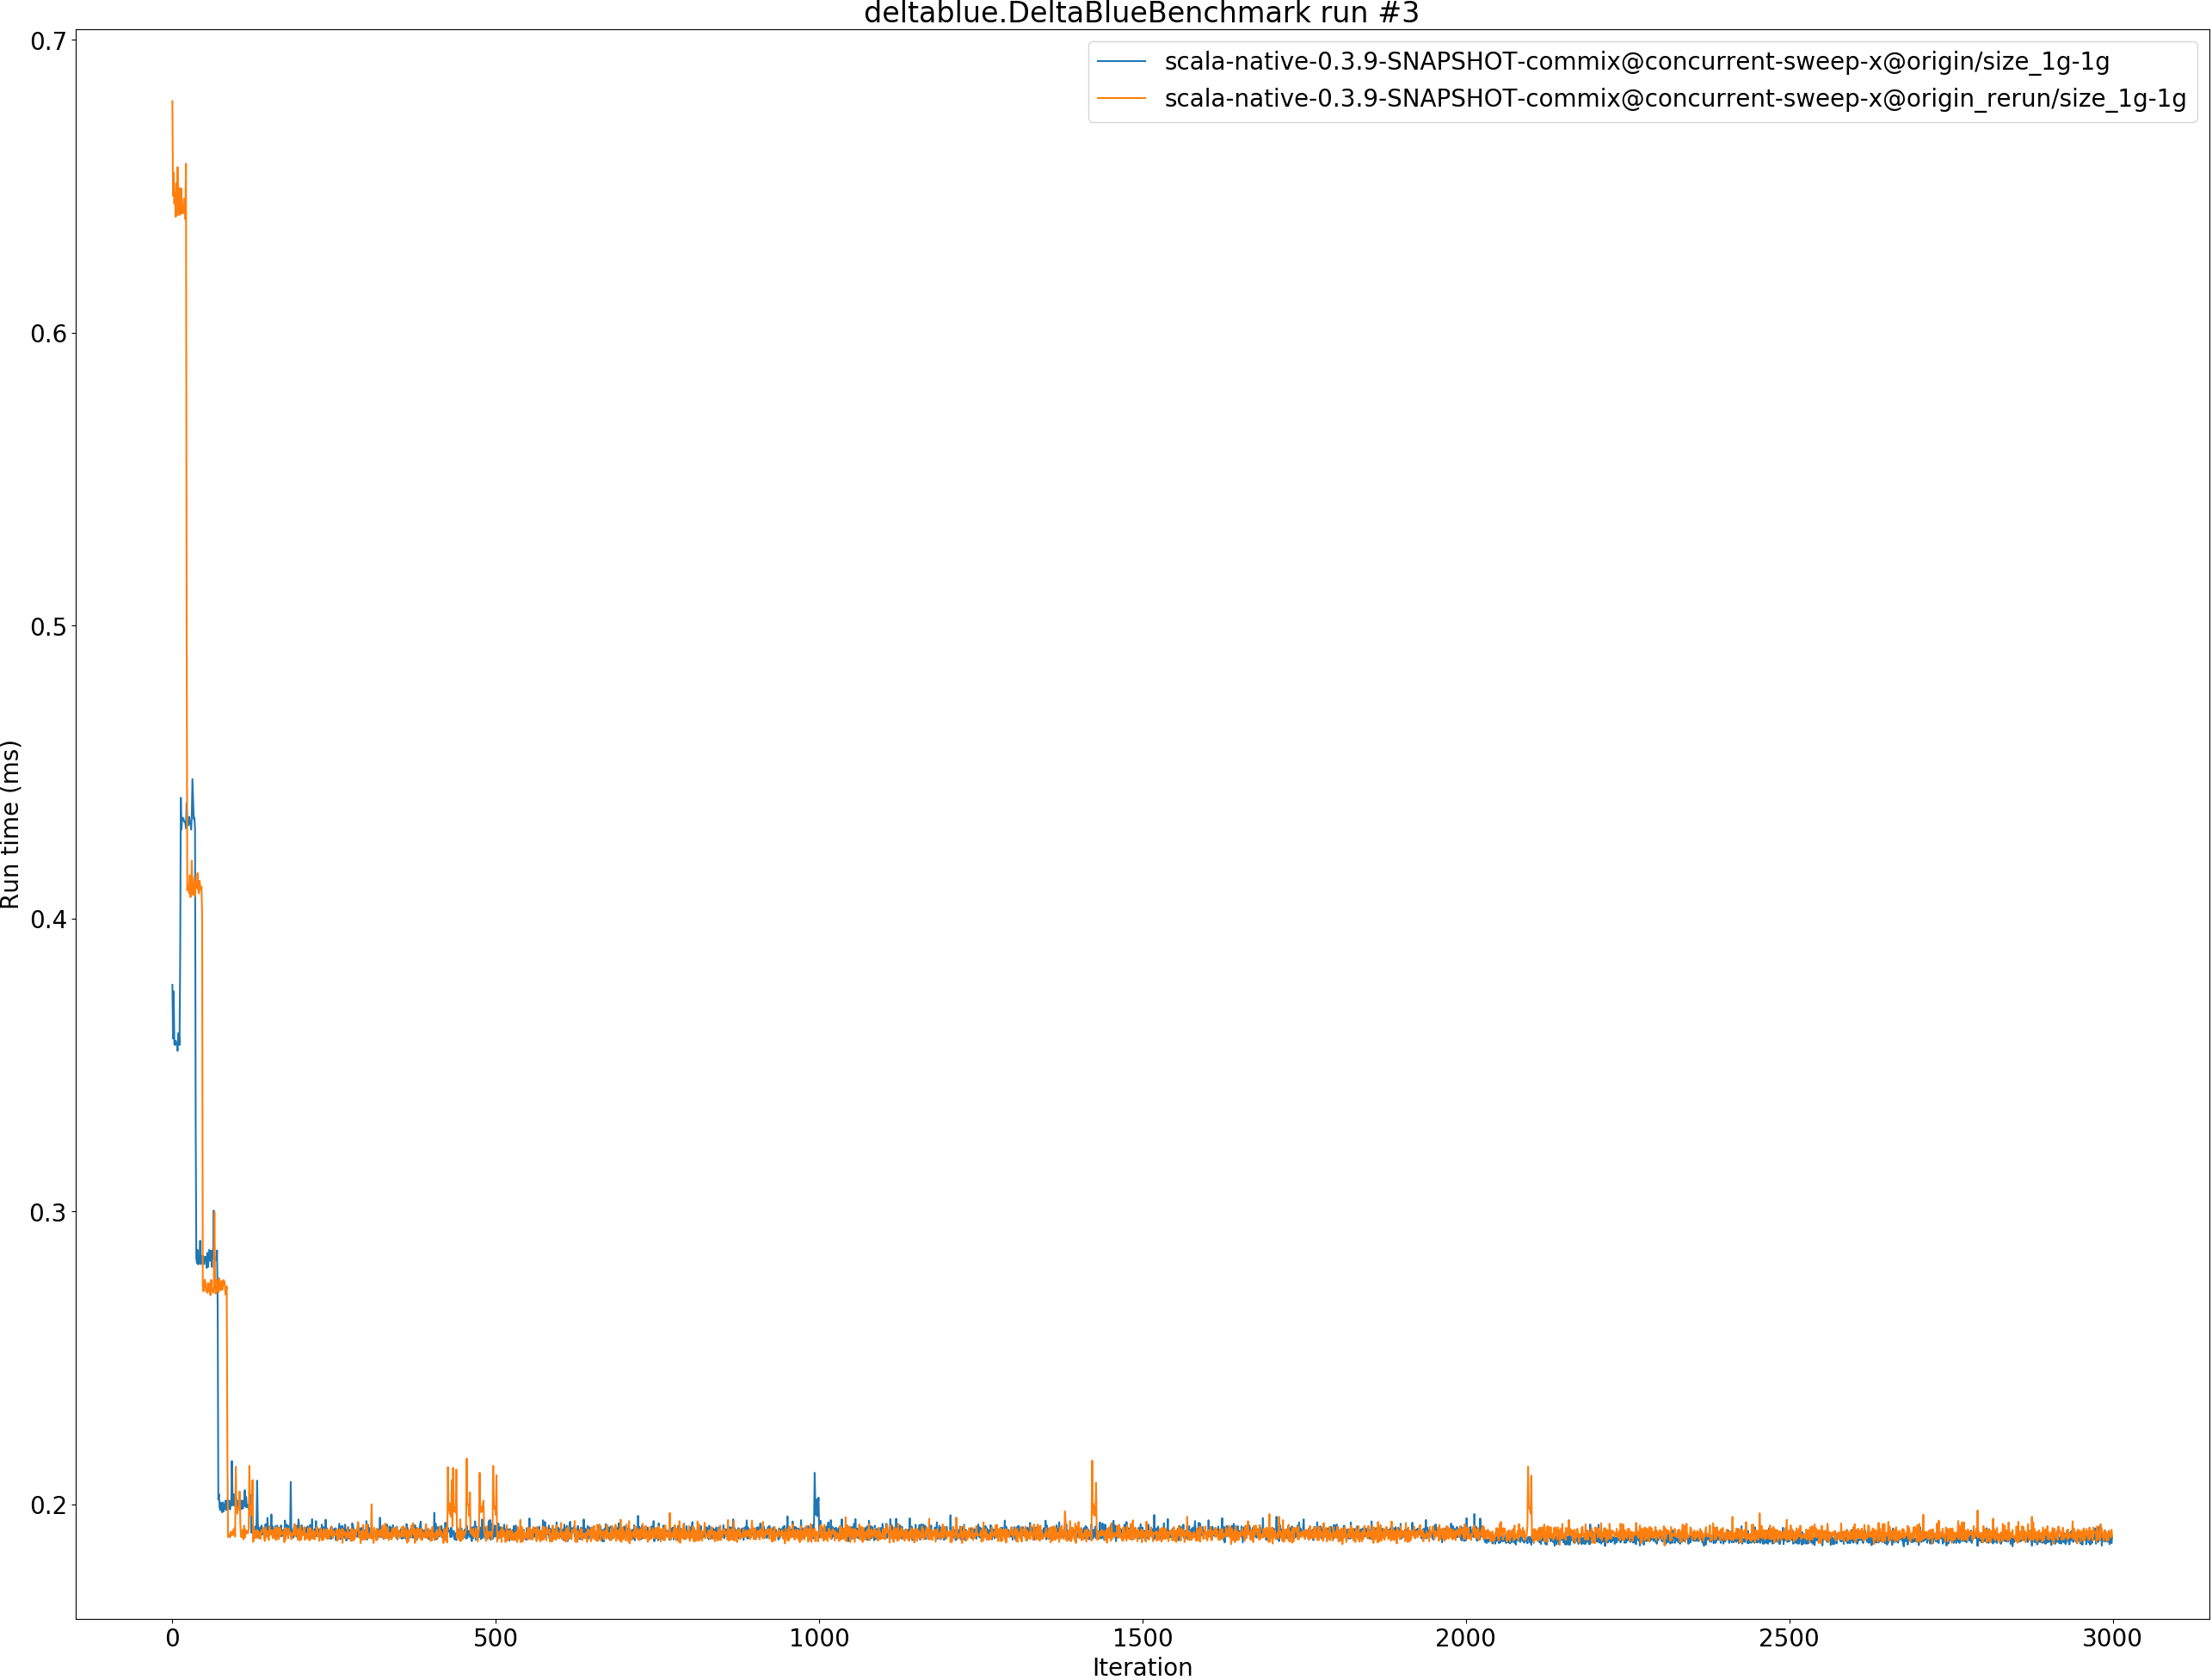 deltablue.DeltaBlueBenchmark run #3
scala-native-0.3.9-SNAPSHOT-commix@concurrent-sweep-x@origin/size_1g-1g
scala-native-0.3.9-SNAPSHOT-commix@concurrent-sweep-x@origin_rerun/size_1g-1g
Run time (ms)
0.7
0.6
0.5
0.4
0.3
0.2
0 500 1000 1500 2000 2500 3000
Iteration